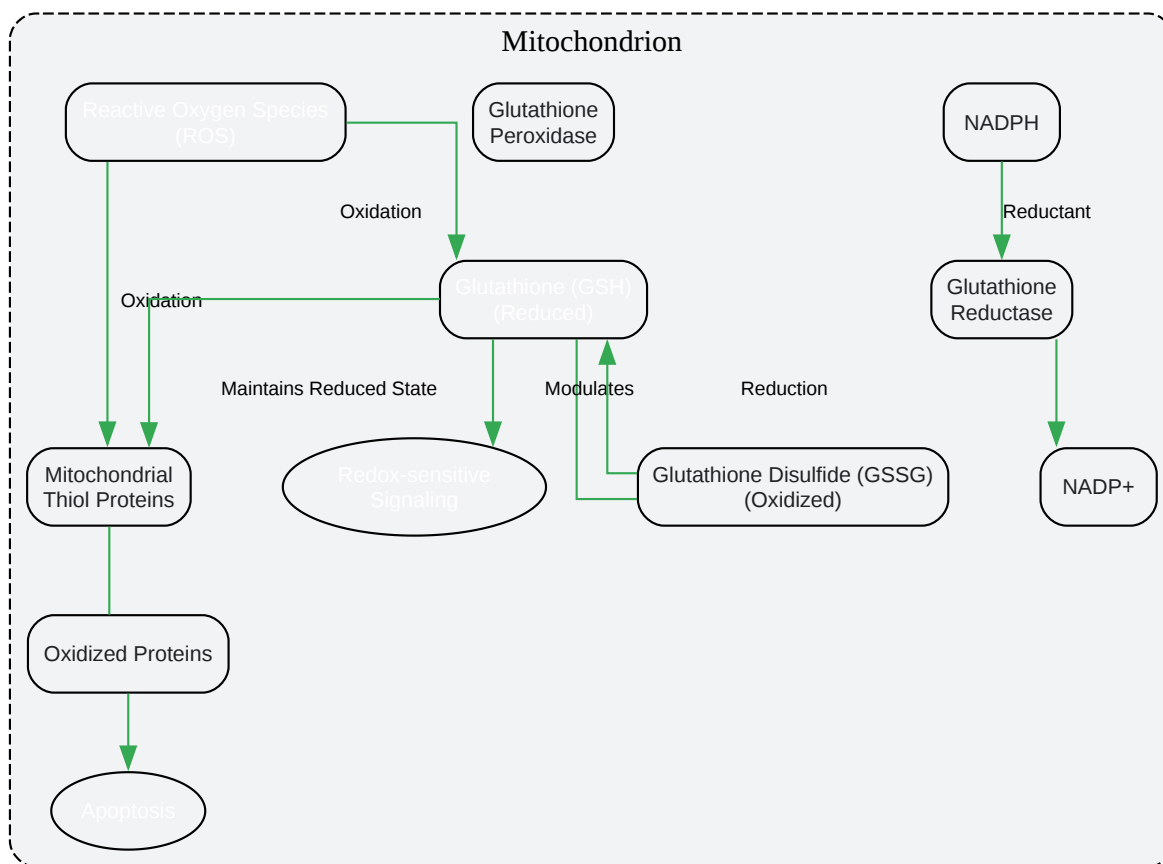 Mitochondrion
Reactive Oxygen Species
(ROS)
Glutathione
Peroxidase
NADPH
Oxidation
Reductant
Glutathione (GSH)
(Reduced)
Glutathione
Reductase
Oxidation
Maintains Reduced State
Modulates
Reduction
Mitochondrial
Thiol Proteins
Redox-sensitive
Signaling
Glutathione Disulfide (GSSG)
(Oxidized)
NADP+
Oxidized Proteins
Apoptosis